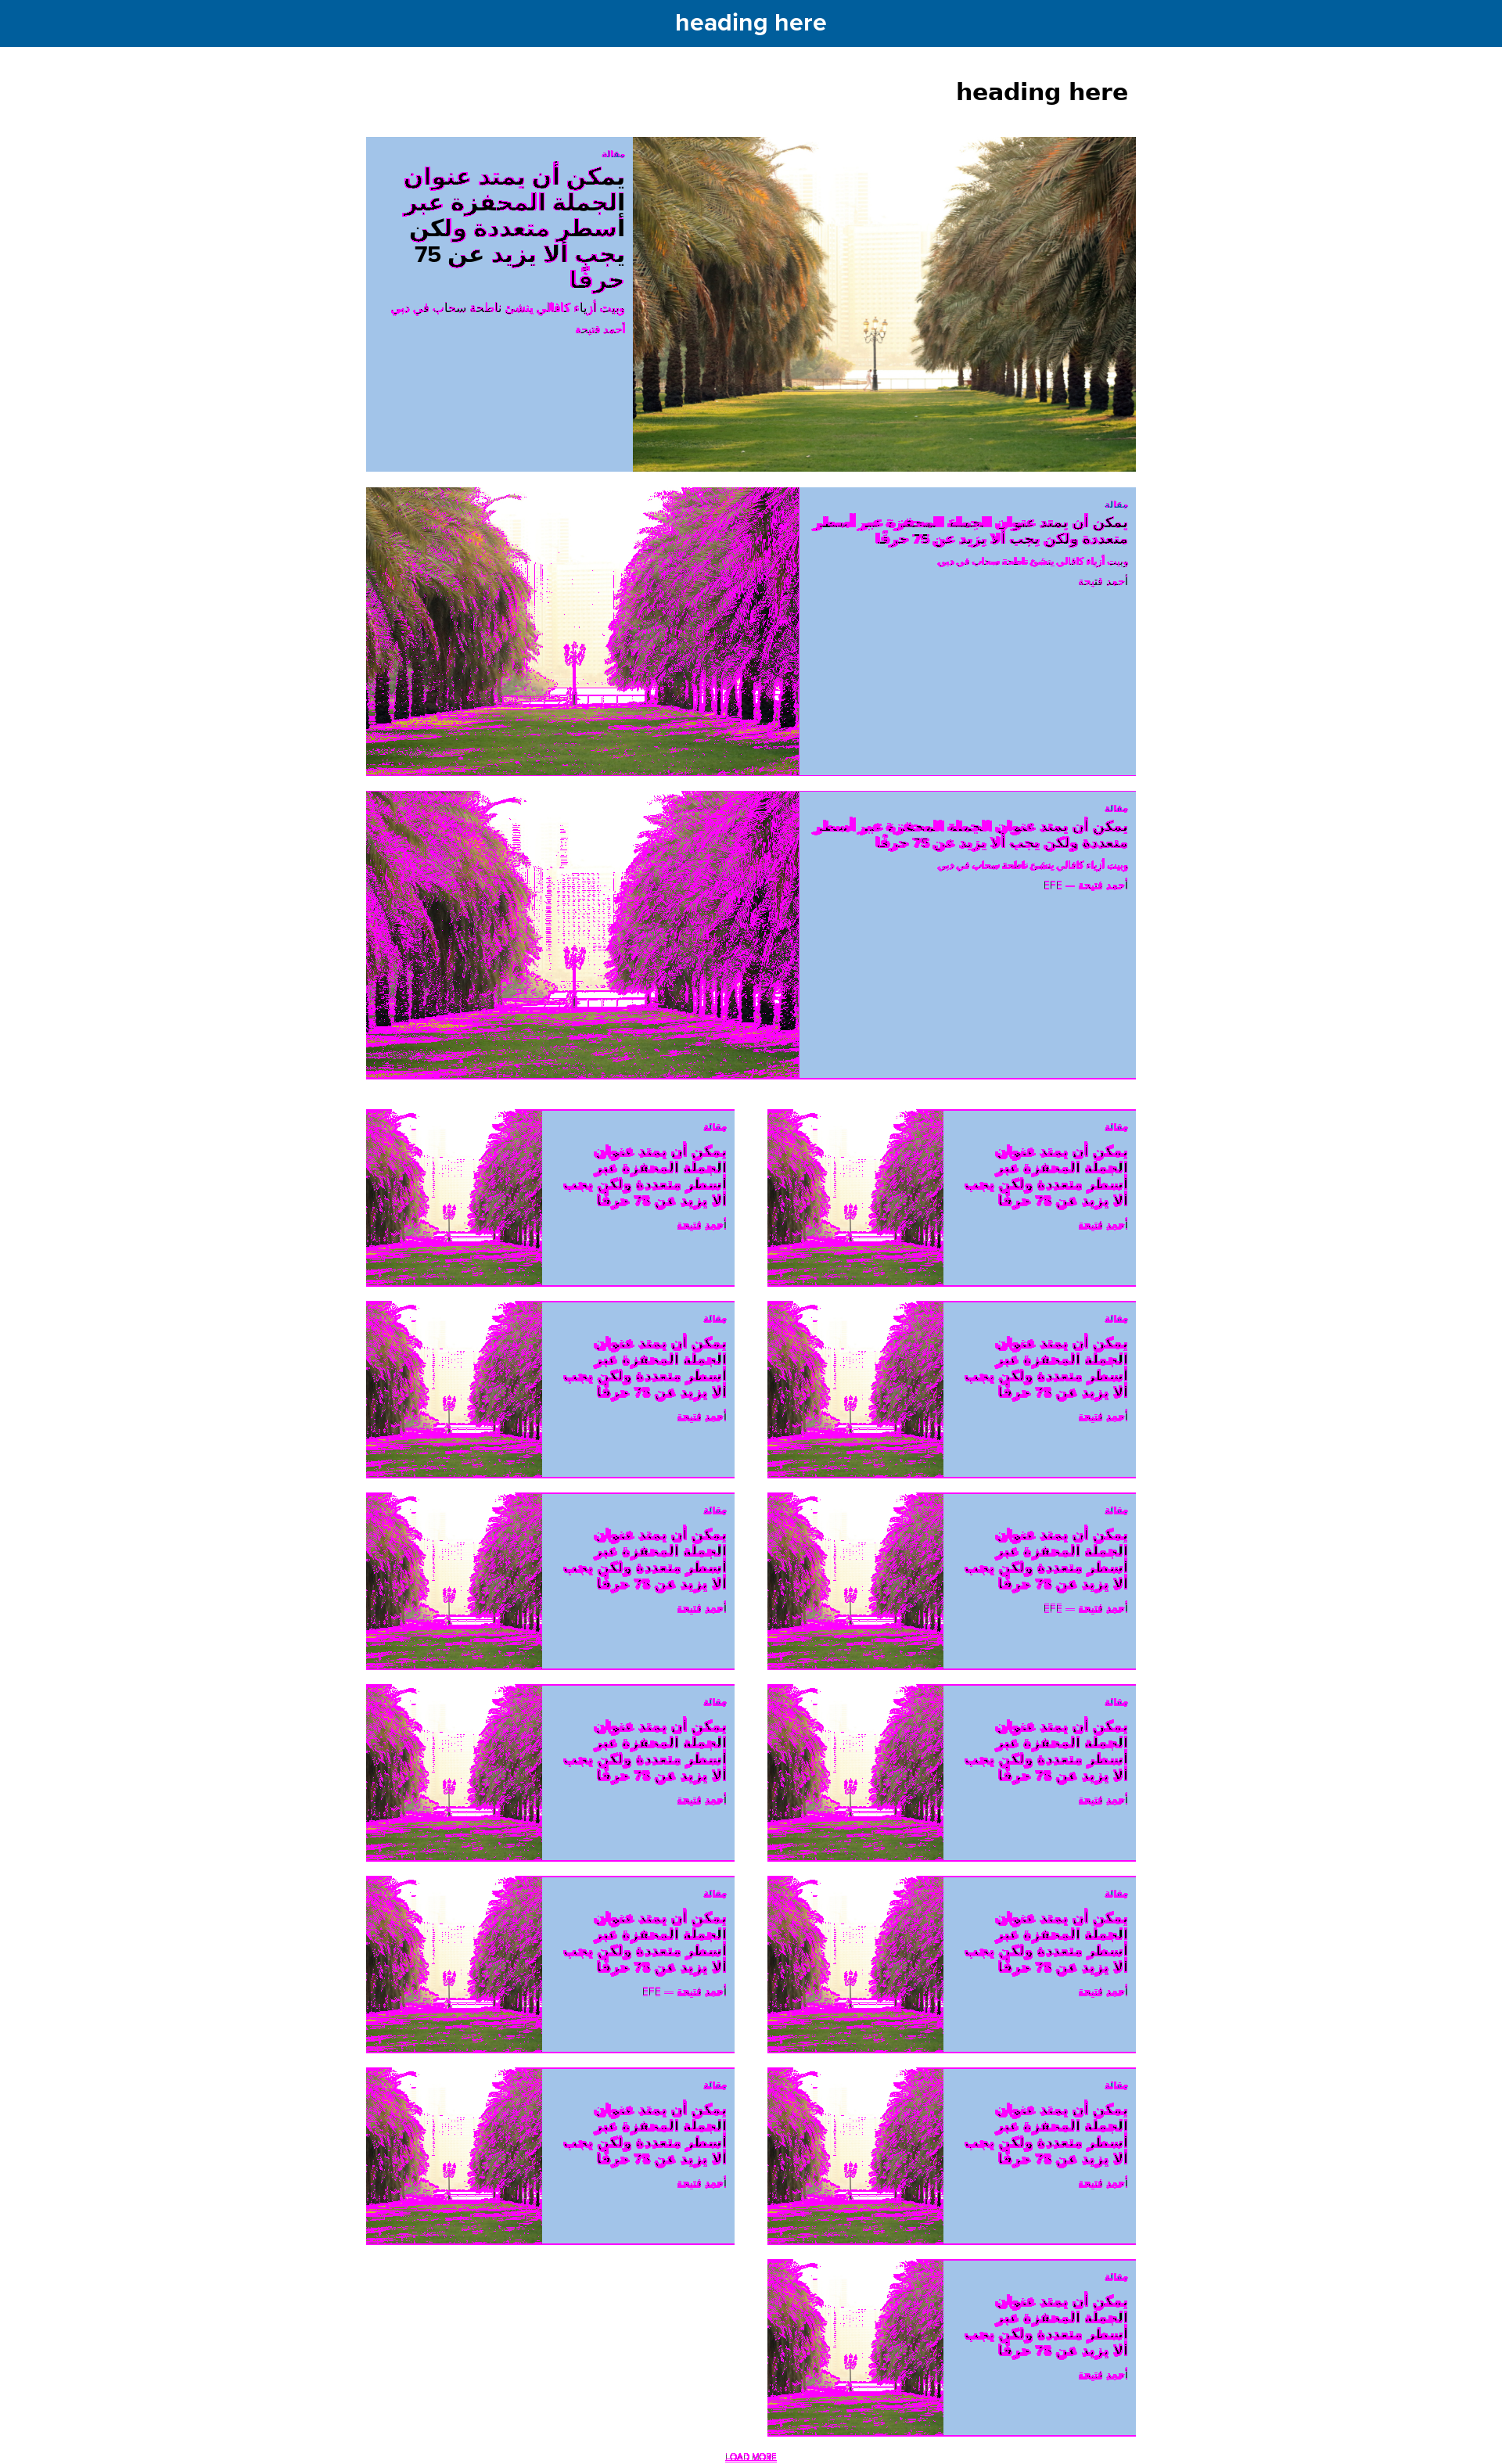 heading here
heading here
مقالة
يمكن أن يمتد عنوان
الجملة المحفزة عبر
أسطر متعددة ولكن
يجب ألا يزيد عن 75
حرفًا
وبيت أزياء كافالي ينشئ ناطحة سحاب في دبي
أحمد فتيحة
مقالة
يمكن أن يمتد عنوان الجملة المحفزة عبر أسطر
متعددة ولكن يجب ألا يزيد عن 75 حرفًا
وبيت أزياء كافالي ينشئ ناطحة سحاب في دبي
أحمد فتيحة
مقالة
يمكن أن يمتد عنوان الجملة المحفزة عبر أسطر
متعددة ولكن يجب ألا يزيد عن 75 حرفًا
وبيت أزياء كافالي ينشئ ناطحة سحاب في دبي
أحمد فتيحة — EFE
مقالة
يمكن أن يمتد عنوان
الجملة المحفزة عبر
أسطر متعددة ولكن يجب
ألا يزيد عن 75 حرفًا
أحمد فتيحة
مقالة
يمكن أن يمتد عنوان
الجملة المحفزة عبر
أسطر متعددة ولكن يجب
ألا يزيد عن 75 حرفًا
أحمد فتيحة
مقالة
يمكن أن يمتد عنوان
الجملة المحفزة عبر
أسطر متعددة ولكن يجب
ألا يزيد عن 75 حرفًا
أحمد فتيحة
مقالة
يمكن أن يمتد عنوان
الجملة المحفزة عبر
أسطر متعددة ولكن يجب
ألا يزيد عن 75 حرفًا
أحمد فتيحة
مقالة
يمكن أن يمتد عنوان
الجملة المحفزة عبر
أسطر متعددة ولكن يجب
ألا يزيد عن 75 حرفًا
أحمد فتيحة — EFE
مقالة
يمكن أن يمتد عنوان
الجملة المحفزة عبر
أسطر متعددة ولكن يجب
ألا يزيد عن 75 حرفًا
أحمد فتيحة
مقالة
يمكن أن يمتد عنوان
الجملة المحفزة عبر
أسطر متعددة ولكن يجب
ألا يزيد عن 75 حرفًا
أحمد فتيحة
مقالة
يمكن أن يمتد عنوان
الجملة المحفزة عبر
أسطر متعددة ولكن يجب
ألا يزيد عن 75 حرفًا
أحمد فتيحة
مقالة
يمكن أن يمتد عنوان
الجملة المحفزة عبر
أسطر متعددة ولكن يجب
ألا يزيد عن 75 حرفًا
أحمد فتيحة
مقالة
يمكن أن يمتد عنوان
الجملة المحفزة عبر
أسطر متعددة ولكن يجب
ألا يزيد عن 75 حرفًا
أحمد فتيحة — EFE
مقالة
يمكن أن يمتد عنوان
الجملة المحفزة عبر
أسطر متعددة ولكن يجب
ألا يزيد عن 75 حرفًا
أحمد فتيحة
مقالة
يمكن أن يمتد عنوان
الجملة المحفزة عبر
أسطر متعددة ولكن يجب
ألا يزيد عن 75 حرفًا
أحمد فتيحة
مقالة
يمكن أن يمتد عنوان
الجملة المحفزة عبر
أسطر متعددة ولكن يجب
ألا يزيد عن 75 حرفًا
أحمد فتيحة
LOAD MORE